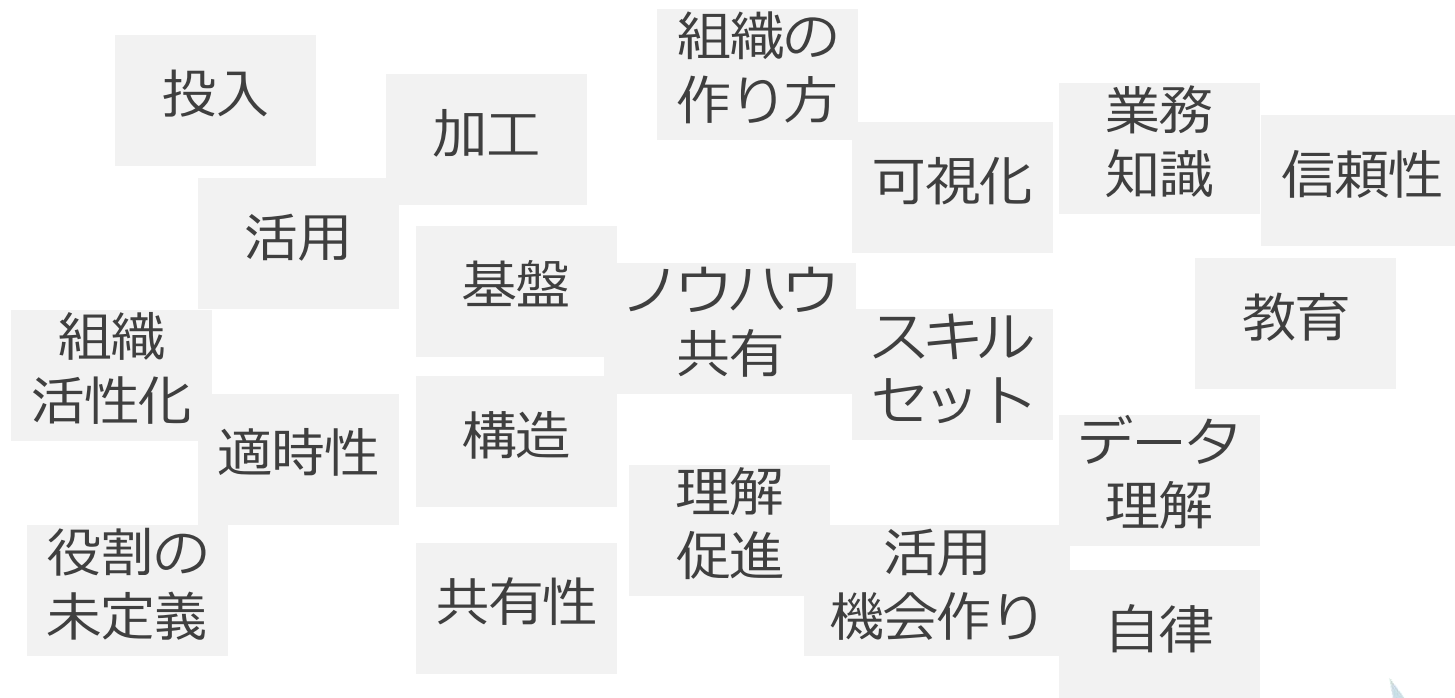 組織の
作り方
投入
加工
業務
知識
可視化
信頼性
活用
基盤
ノウハウ
共有
スキル
セット
教育
組織
活性化
適時性
構造
データ
理解
理解
促進
役割の
未定義
共有性
活用
機会作り
自律